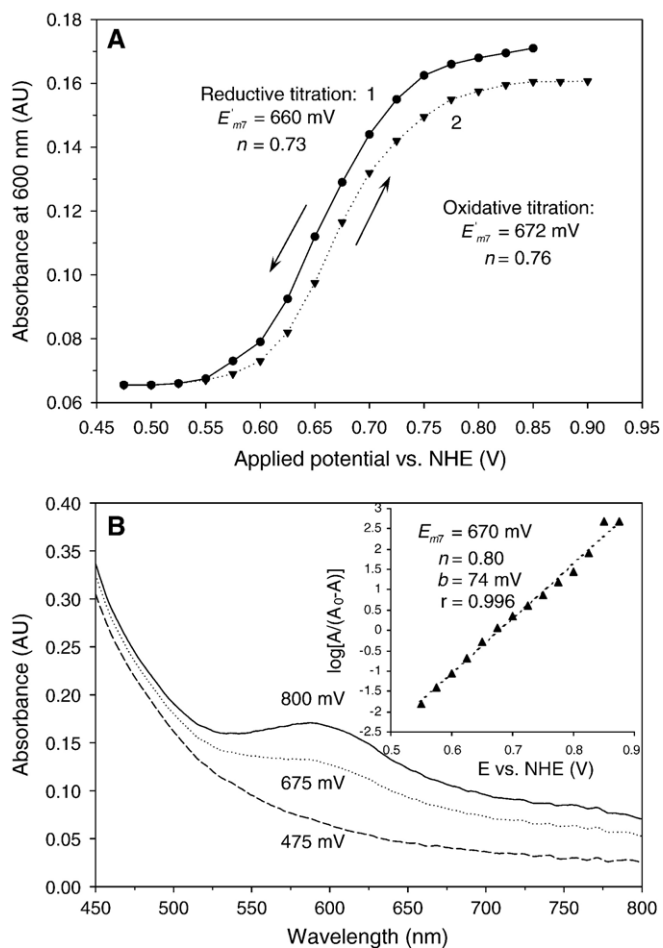 A
Absorbance at 600 nm (AU)
0.18
0.16
0.14
0.12
0.10
0.08
0.06
Reductive titration: 1
E'm7 = 660 mV
n = 0.73
2
Oxidative titration:
E'm7 = 672 mV
n = 0.76
0.45 0.50 0.55 0.60 0.65 0.70 0.75 0.80 0.85 0.90 0.95
Applied potential vs. NHE (V)
B
Absorbance (AU)
0.40
0.35
0.30
0.25
0.20
0.15
0.10
0.05
0.00
800 mV
675 mV
475 mV
log[A/(A0-A)]
3
2.5
2
1.5
1
0.5
0
-0.5
-1
-1.5
-2
-2.5
Em7 = 670 mV
n = 0.80
b = 74 mV
r = 0.996
0.5 0.6 0.7 0.8 0.9
E vs. NHE (V)
450 500 550 600 650 700 750 800
Wavelength (nm)